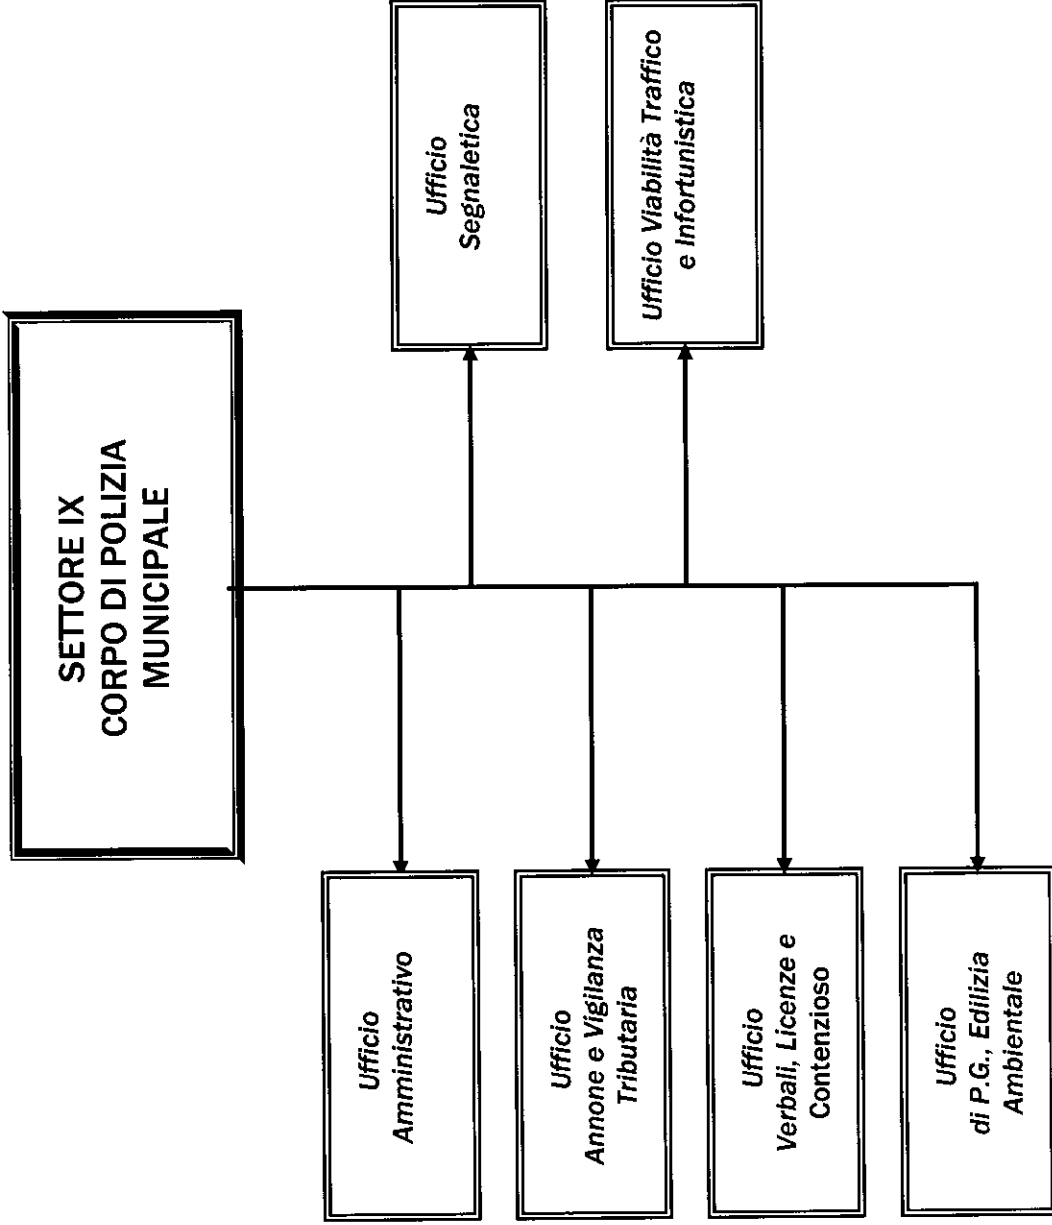 SETTORE IX
CORPO DI POLIZIA
MUNICIPALE
Ufficio
Amministrativo
Ufficio
Segnaletica
Ufficio
Annone e Vigilanza
Tributaria
Ufficio Viabilità Traffico
e Infortunistica
Ufficio
Verbali, Licenze e
Contenzioso
Ufficio
di P.G., Edilizia
Ambientale